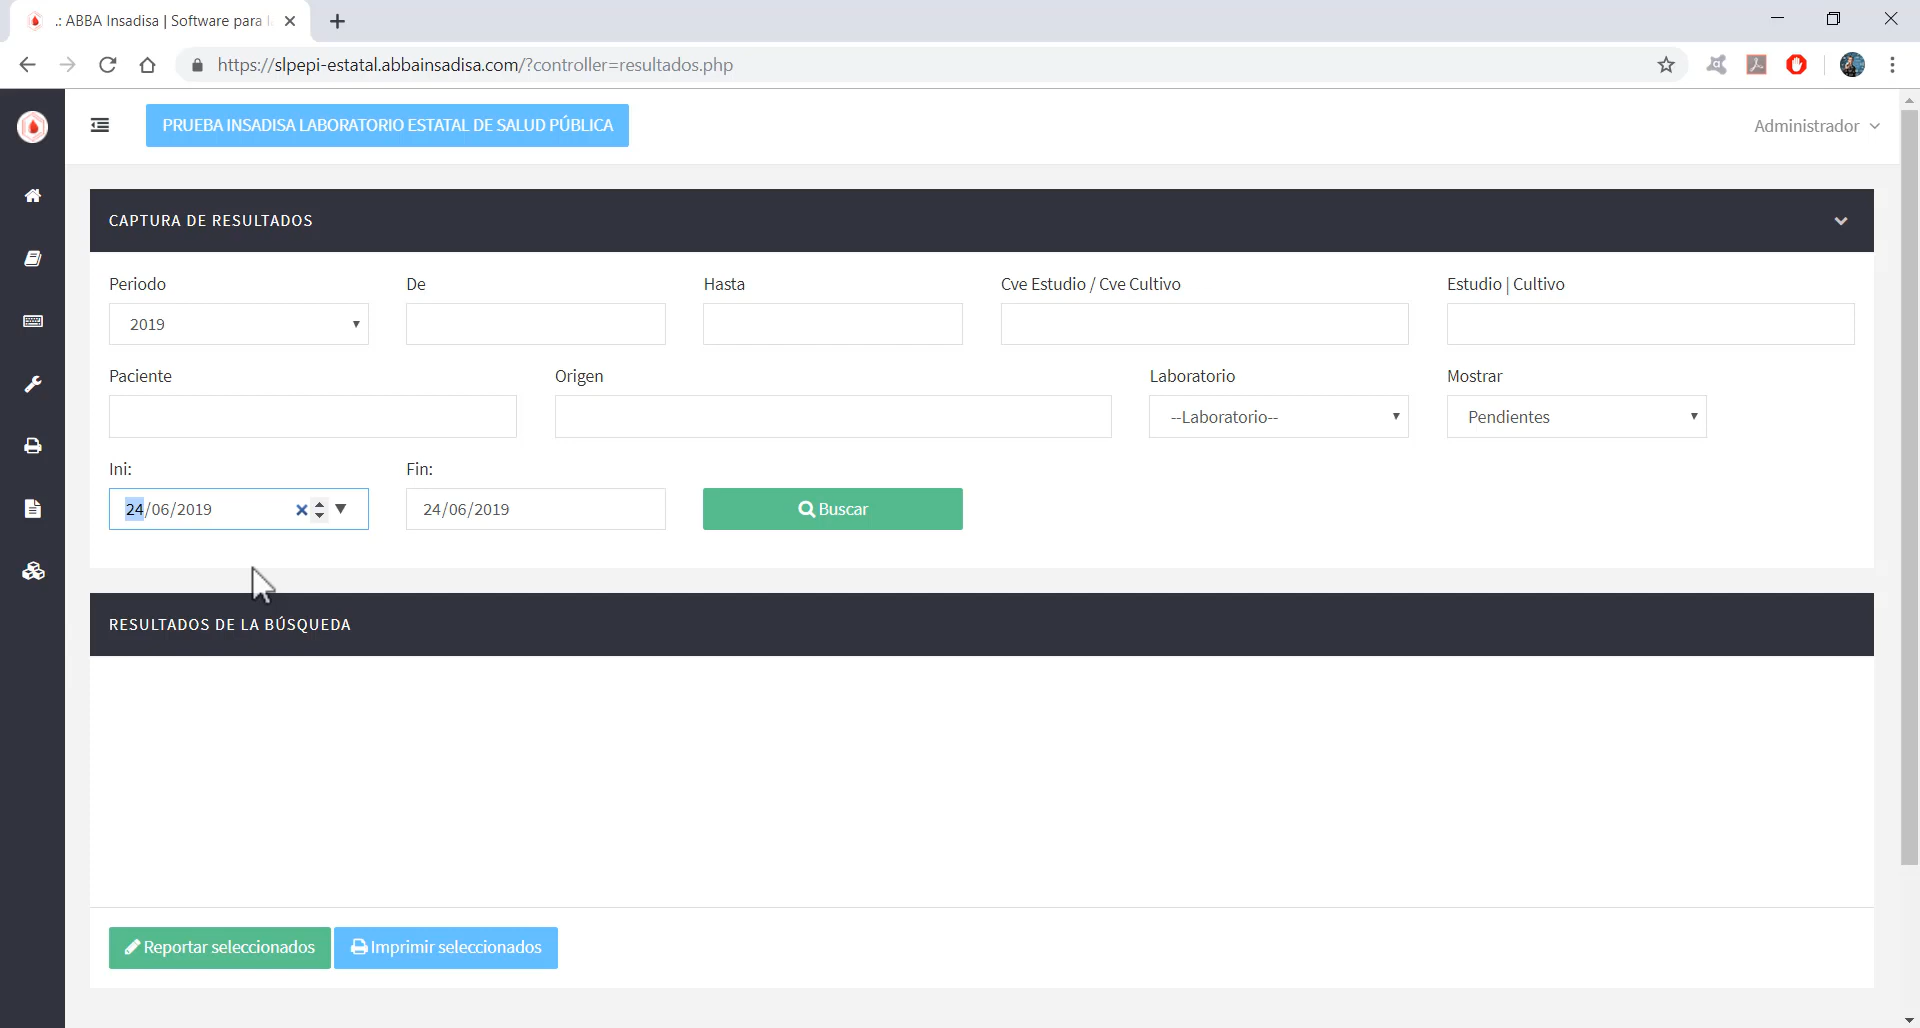 .: ABBA Insadisa | Software para l
https://slpepi-estatal.abbainsadisa.com/?controller=resultados.php
PRUEBA INSADISA LABORATORIO ESTATAL DE SALUD PÚBLICA
Administrador
CAPTURA DE RESULTADOS
Periodo De Hasta Cve Estudio / Cve Cultivo Estudio | Cultivo
2019
Paciente Origen Laboratorio Mostrar
--Laboratorio-- Pendientes
Ini: Fin:
24/06/2019 24/06/2019 Buscar
RESULTADOS DE LA BÚSQUEDA
Reportar seleccionados Imprimir seleccionados